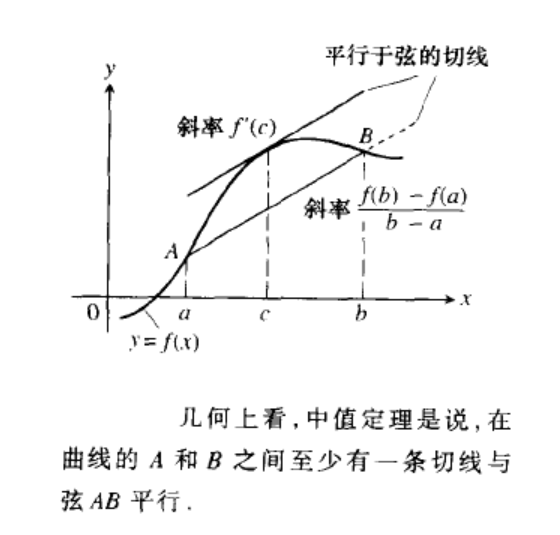 平行于弦的切线
y
斜率 f′(c)
B
斜率 f(b) - f(a) / b - a
A
0
a
c
b
x
y = f(x)
几何上看,中值定理是说,在
曲线的 A 和 B 之间至少有一条切线与
弦 AB 平行.